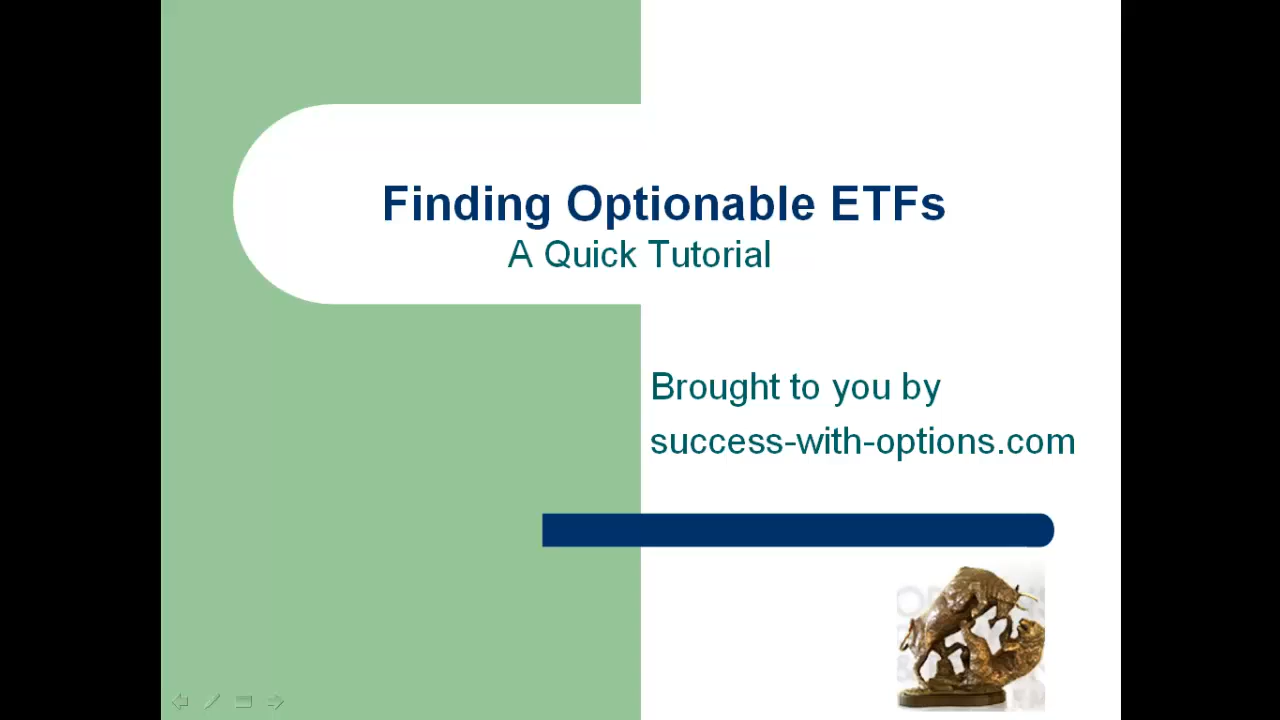 Finding Optionable ETFs
A Quick Tutorial
Brought to you by
success-with-options.com